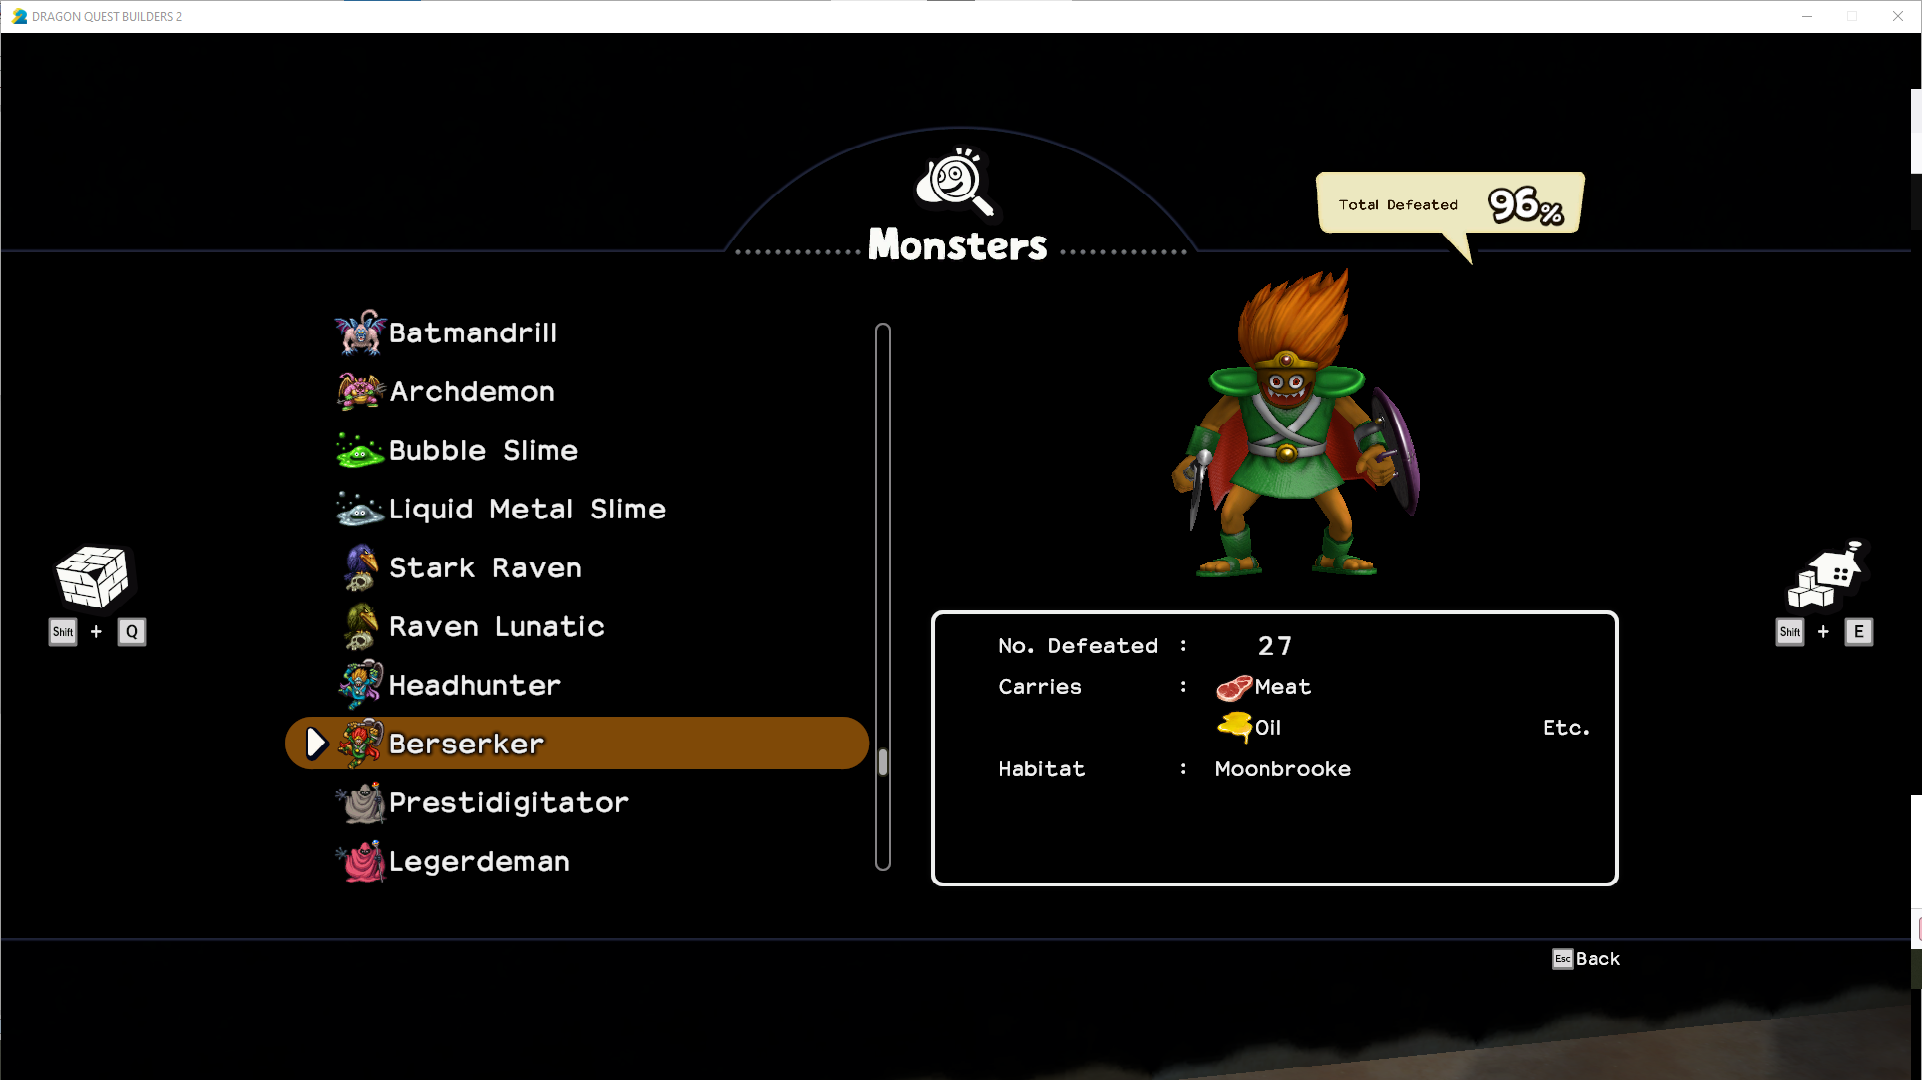 DRAGON QUEST BUILDERS 2
Total Defeated 96%
Monsters
Batmandrill
Archdemon
Bubble Slime
Liquid Metal Slime
Stark Raven
Raven Lunatic
Headhunter
Berserker
Prestidigitator
Legerdeman
Shift + Q
Shift + E
No. Defeated : 27
Carries : Meat
Oil Etc.
Habitat : Moonbrooke
Esc Back